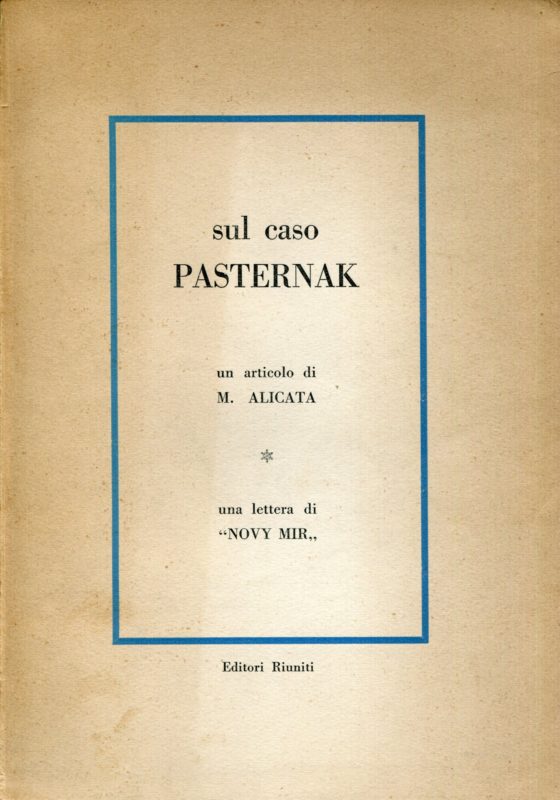 sul caso
PASTERNAK
un articolo di
M. ALICATA
una lettera di
“NOVY MIR„
Editori Riuniti